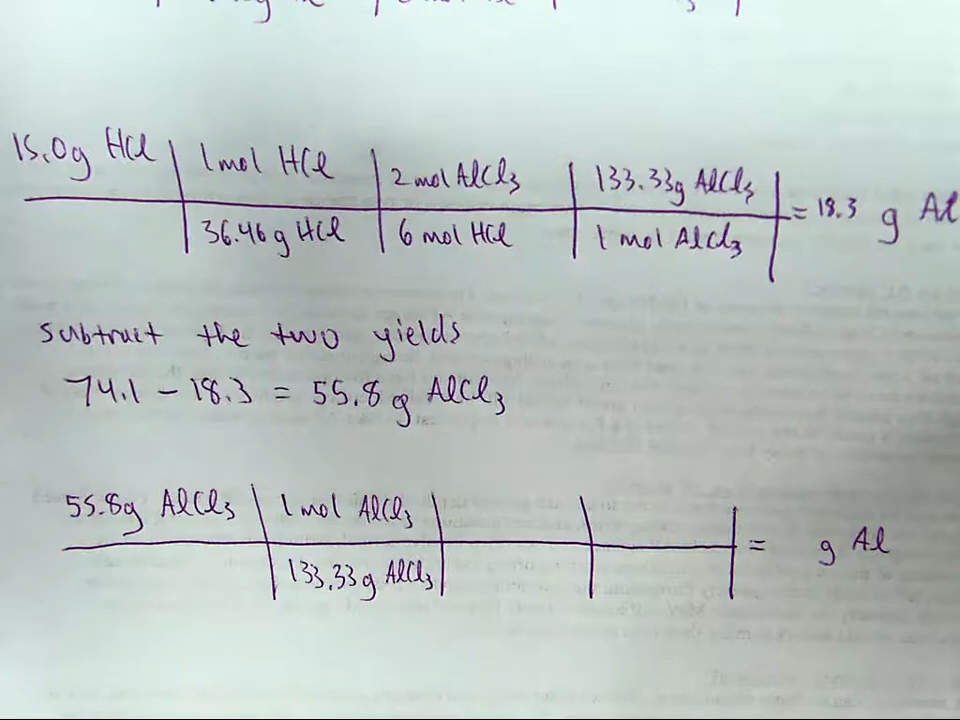 15.0g HCl | 1 mol HCl | 2 mol AlCl3 | 133.33g AlCl3 | = 18.3 g Al
36.46 g HCl | 6 mol HCl | 1 mol AlCl3
subtract the two yields
74.1 - 18.3 = 55.8 g AlCl3
55.8g AlCl3 | 1 mol AlCl3 | = g Al
133.33g AlCl3